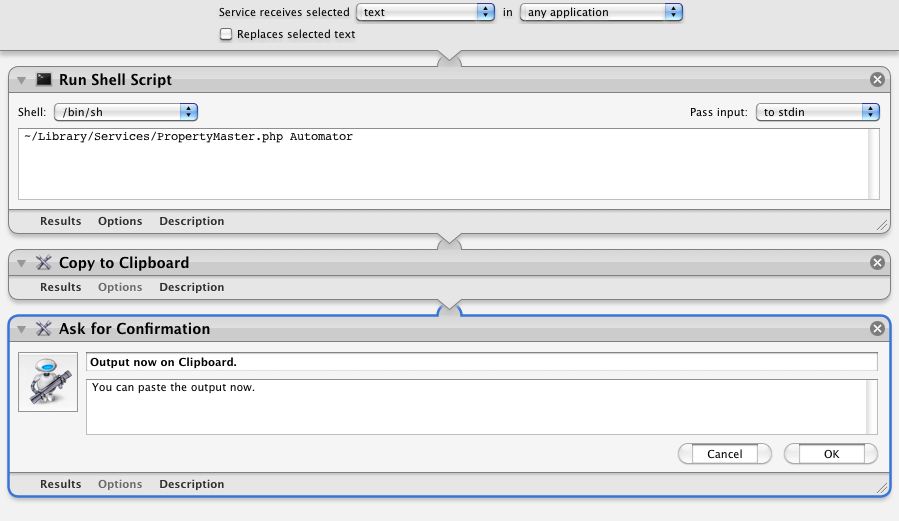 Service receives selected text in any application
Replaces selected text
Run Shell Script
Shell: /bin/sh Pass input: to stdin
~/Library/Services/PropertyMaster.php Automator
Results Options Description
Copy to Clipboard
Results Options Description
Ask for Confirmation
Output now on Clipboard.
You can paste the output now.
Cancel OK
Results Options Description